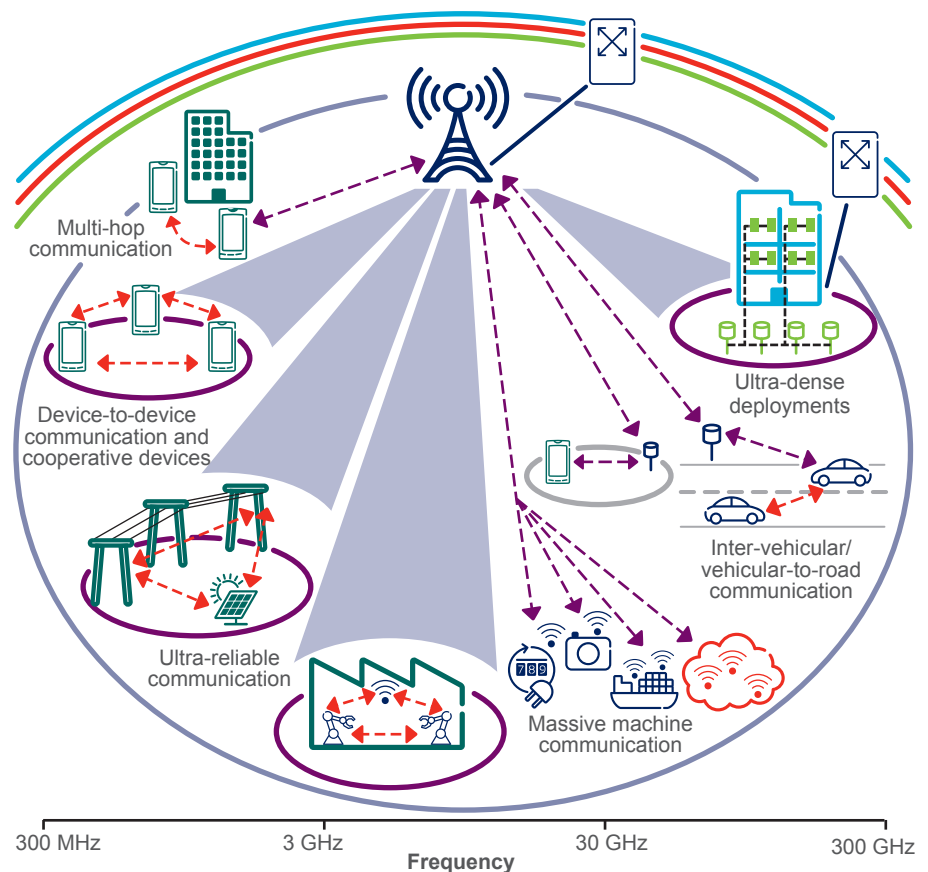 Multi-hop
communication
Device-to-device
communication and
cooperative devices
Ultra-dense
deployments
Inter-vehicular/
vehicular-to-road
communication
Ultra-reliable
communication
789
Massive machine
communication
300 MHz
3 GHz
30 GHz
300 GHz
Frequency